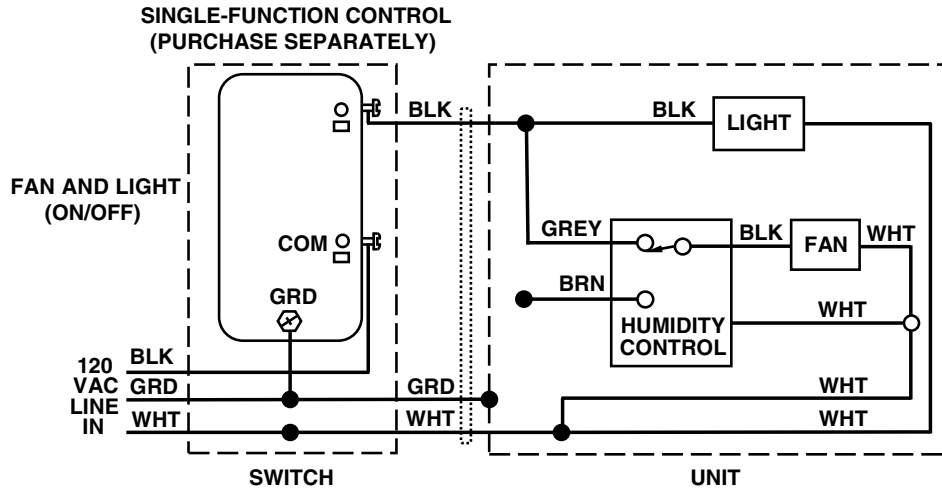 SINGLE-FUNCTION CONTROL
(PURCHASE SEPARATELY)
BLK
BLK
LIGHT
FAN AND LIGHT
(ON/OFF)
COM
GREY
BLK
FAN
WHT
BRN
GRD
HUMIDITY
CONTROL
WHT
120
VAC
LINE
IN
BLK
GRD
WHT
GRD
WHT
WHT
WHT
SWITCH
UNIT